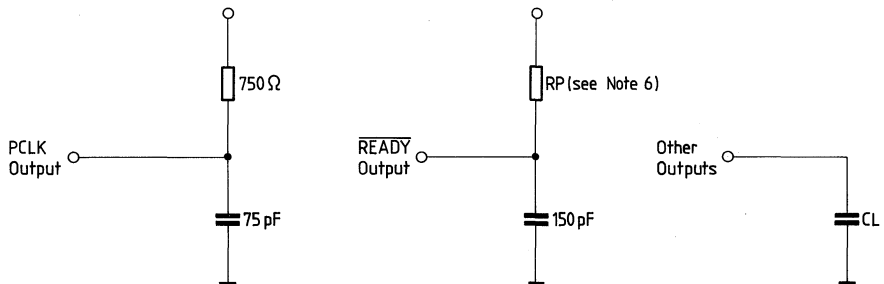 750Ω
PCLK
Output
75 pF
RP (see Note 6)
READY
Output
150 pF
Other
Outputs
CL